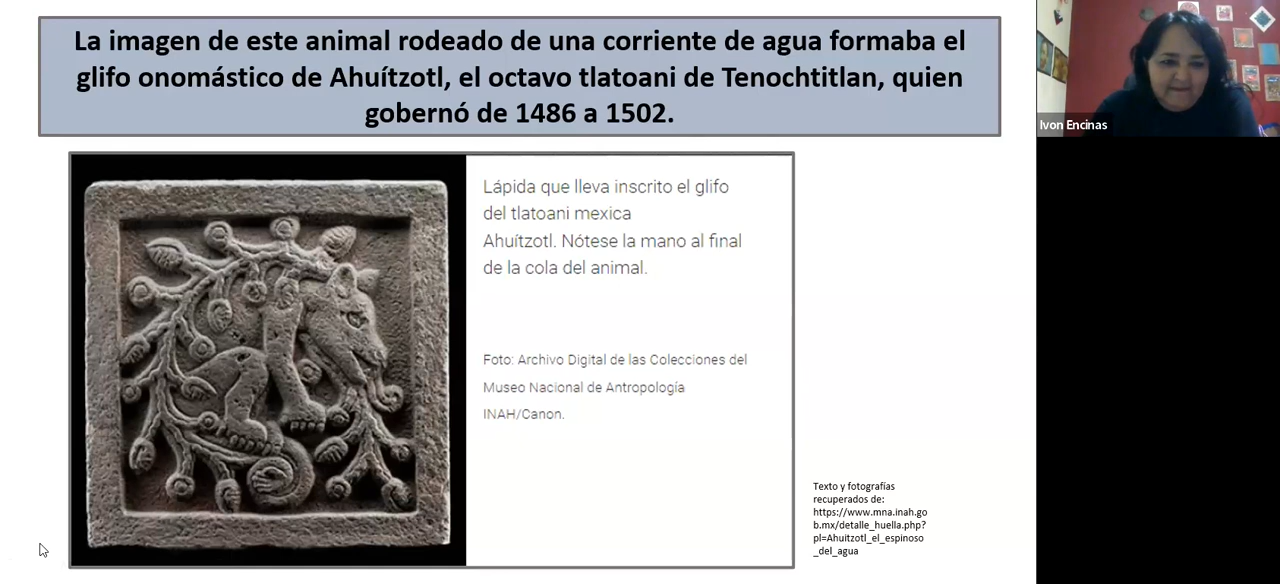 La imagen de este animal rodeado de una corriente de agua formaba el
glifo onomástico de Ahuítzotl, el octavo tlatoani de Tenochtitlan, quien
gobernó de 1486 a 1502.
Ivon Encinas
Lápida que lleva inscrito el glifo
del tlatoani mexica
Ahuítzotl. Nótese la mano al final
de la cola del animal.
Foto: Archivo Digital de las Colecciones del
Museo Nacional de Antropología
INAH/Canon.
Texto y fotografías
recuperados de:
https://www.mna.inah.go
b.mx/detalle_huella.php?
pl=Ahuitzotl_el_espinoso
_del_agua